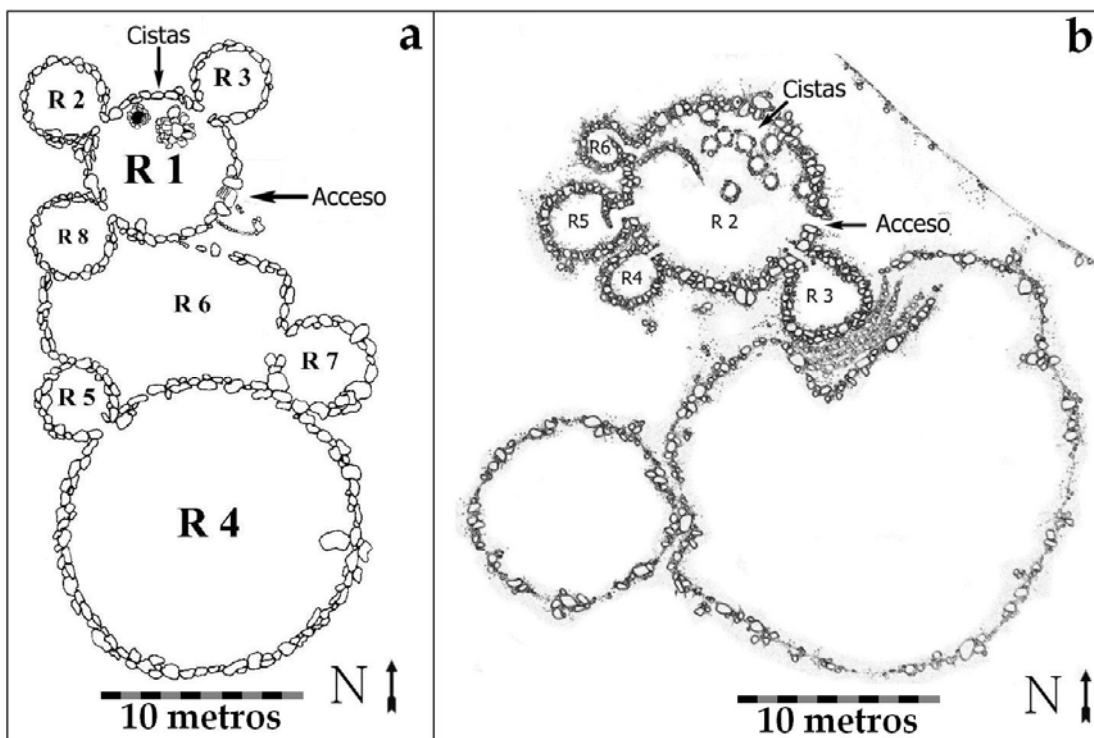 a
Cistas
R 2
R 3
R 1
Acceso
R 8
R 6
R 7
R 5
R 4
N
10 metros
b
Cistas
R6
R5
R 2
Acceso
R4
R 3
N
10 metros